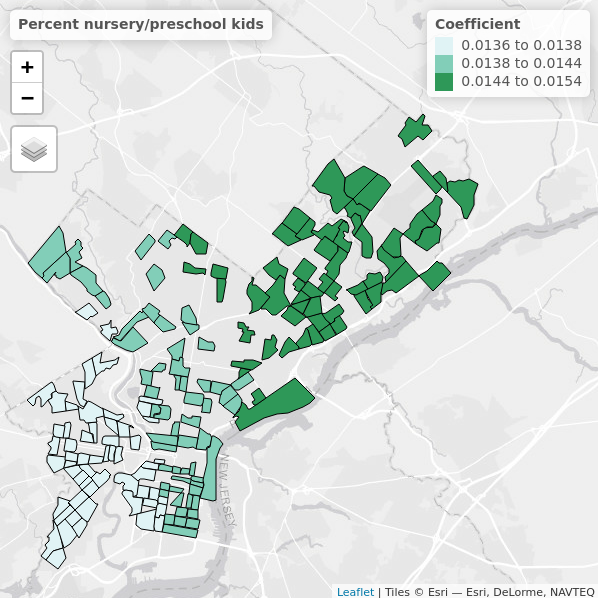 Percent nursery/preschool kids
Coefficient
0.0136 to 0.0138
0.0138 to 0.0144
0.0144 to 0.0154
+
−
NEW JERSEY
Leaflet | Tiles © Esri — Esri, DeLorme, NAVTEQ